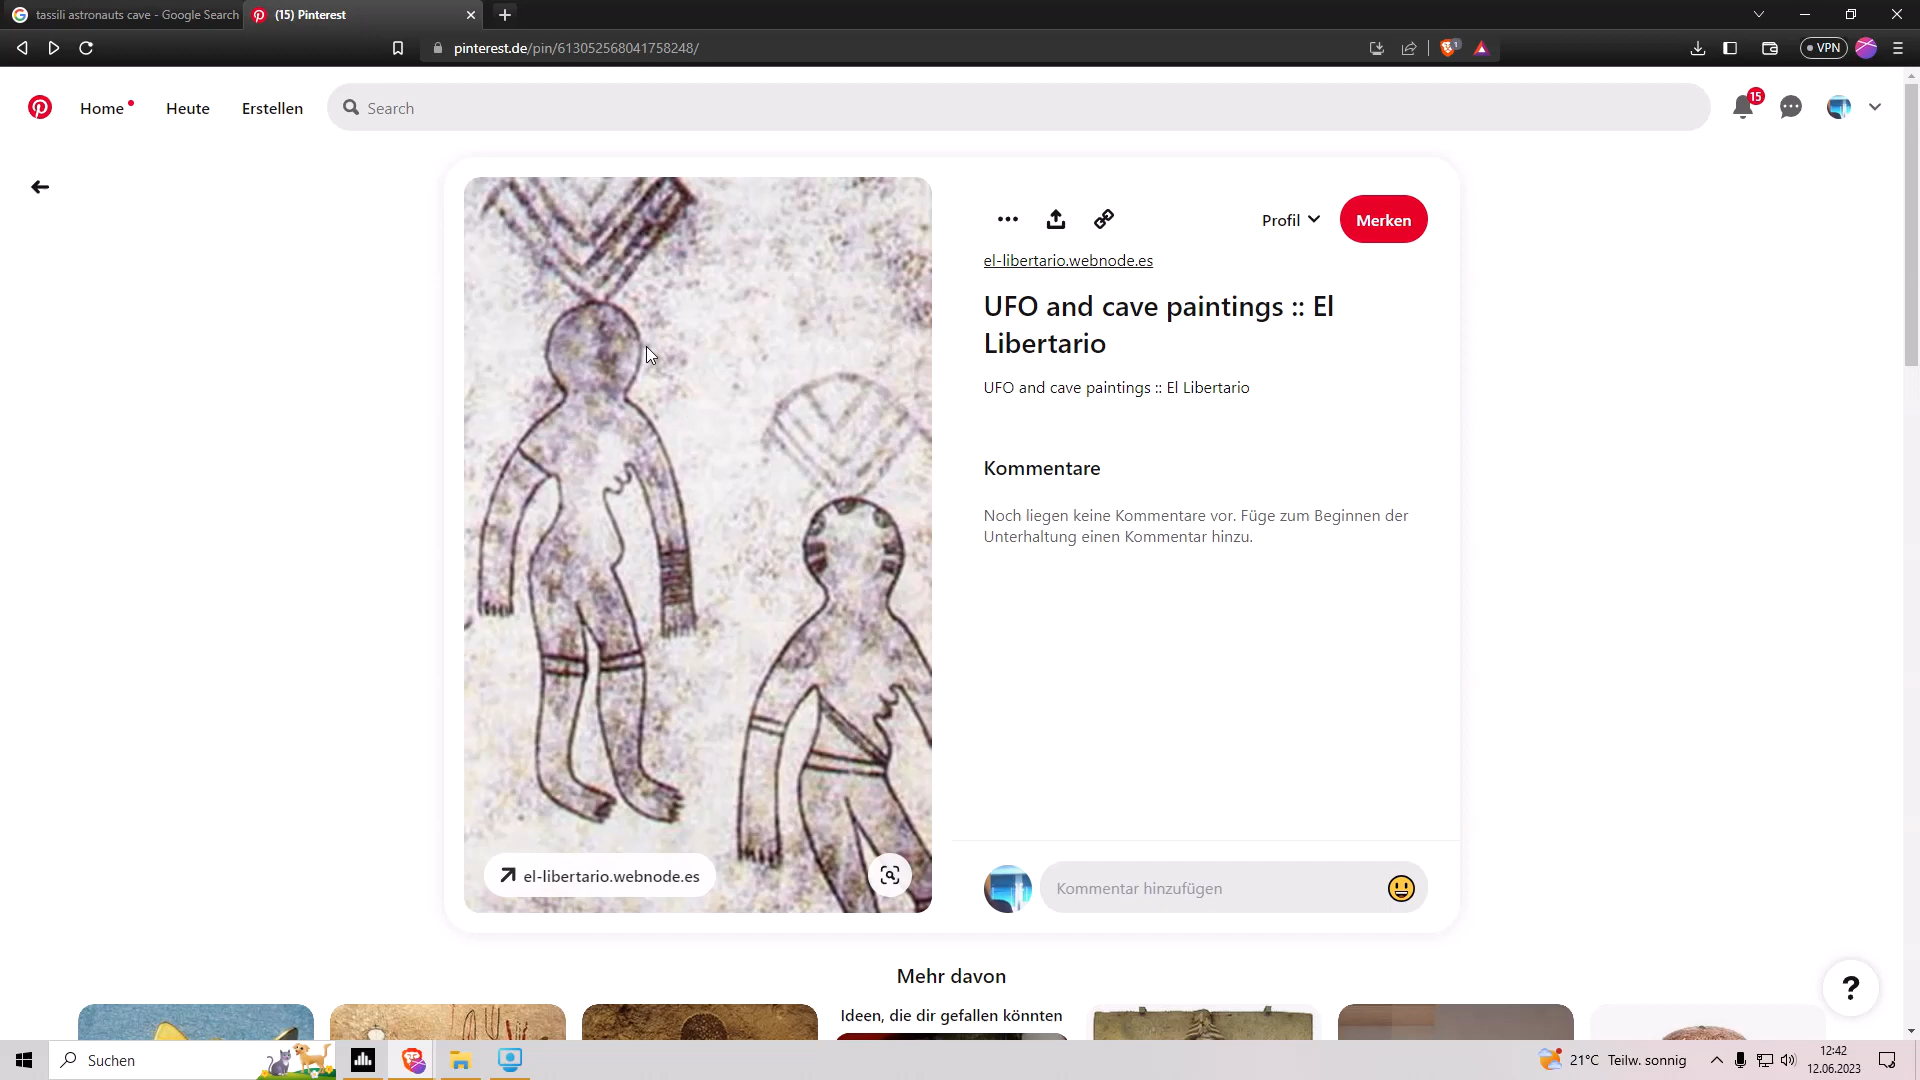 tassili astronauts cave - Google Search
(15) Pinterest
pinterest.de/pin/613052568041758248/
1
VPN
Home
Heute
Erstellen
Search
15
Profil
Merken
el-libertario.webnode.es
UFO and cave paintings :: El
Libertario
UFO and cave paintings :: El Libertario
Kommentare
Noch liegen keine Kommentare vor. Füge zum Beginnen der
Unterhaltung einen Kommentar hinzu.
el-libertario.webnode.es
Kommentar hinzufügen
Mehr davon
Ideen, die dir gefallen könnten
?
Suchen
21°C Teilw. sonnig
12:42
12.06.2023